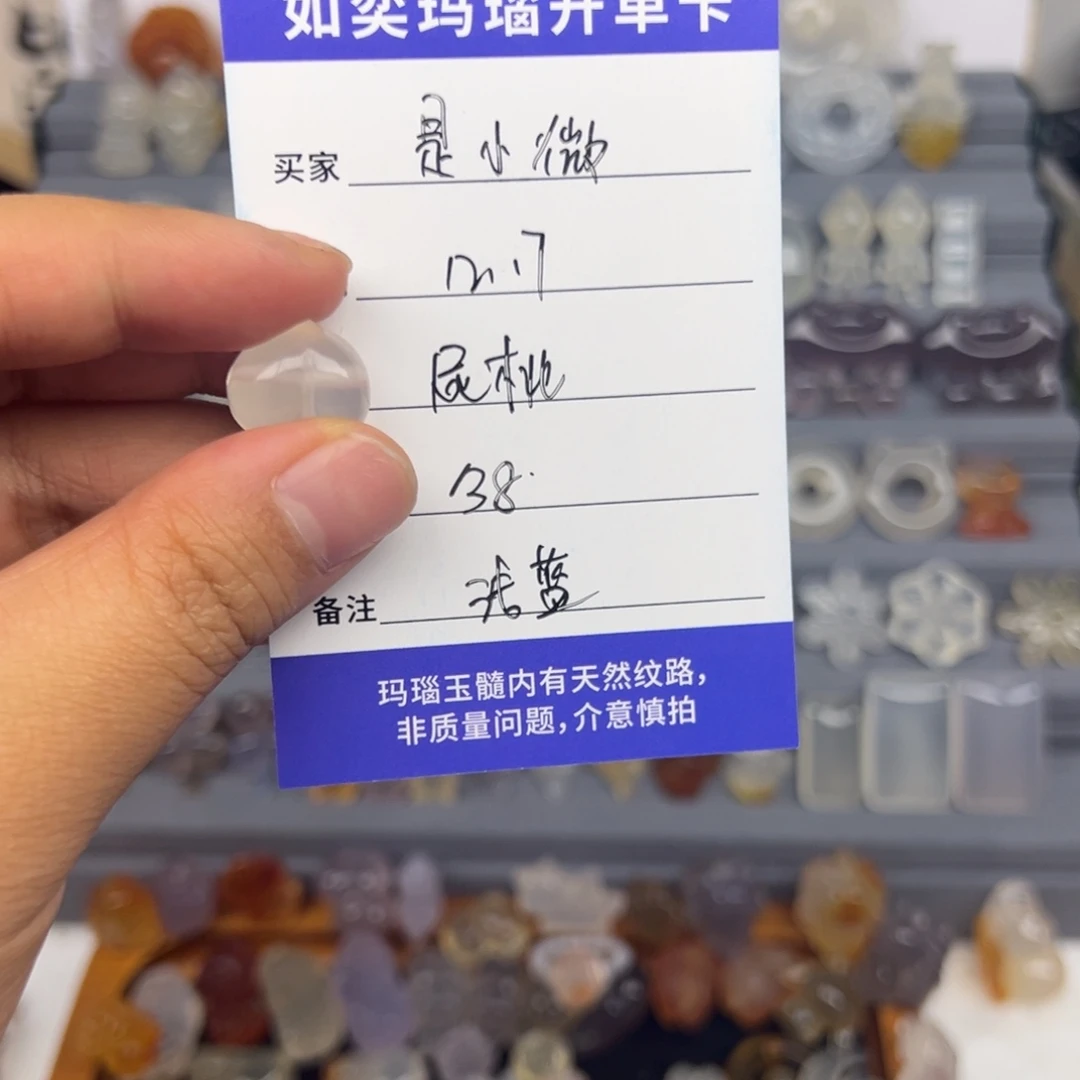 如奕玛瑙开单卡
买家 是小微
12.17
屁桃
38
备注 浅蓝
玛瑙玉髓内有天然纹路，
非质量问题，介意慎拍